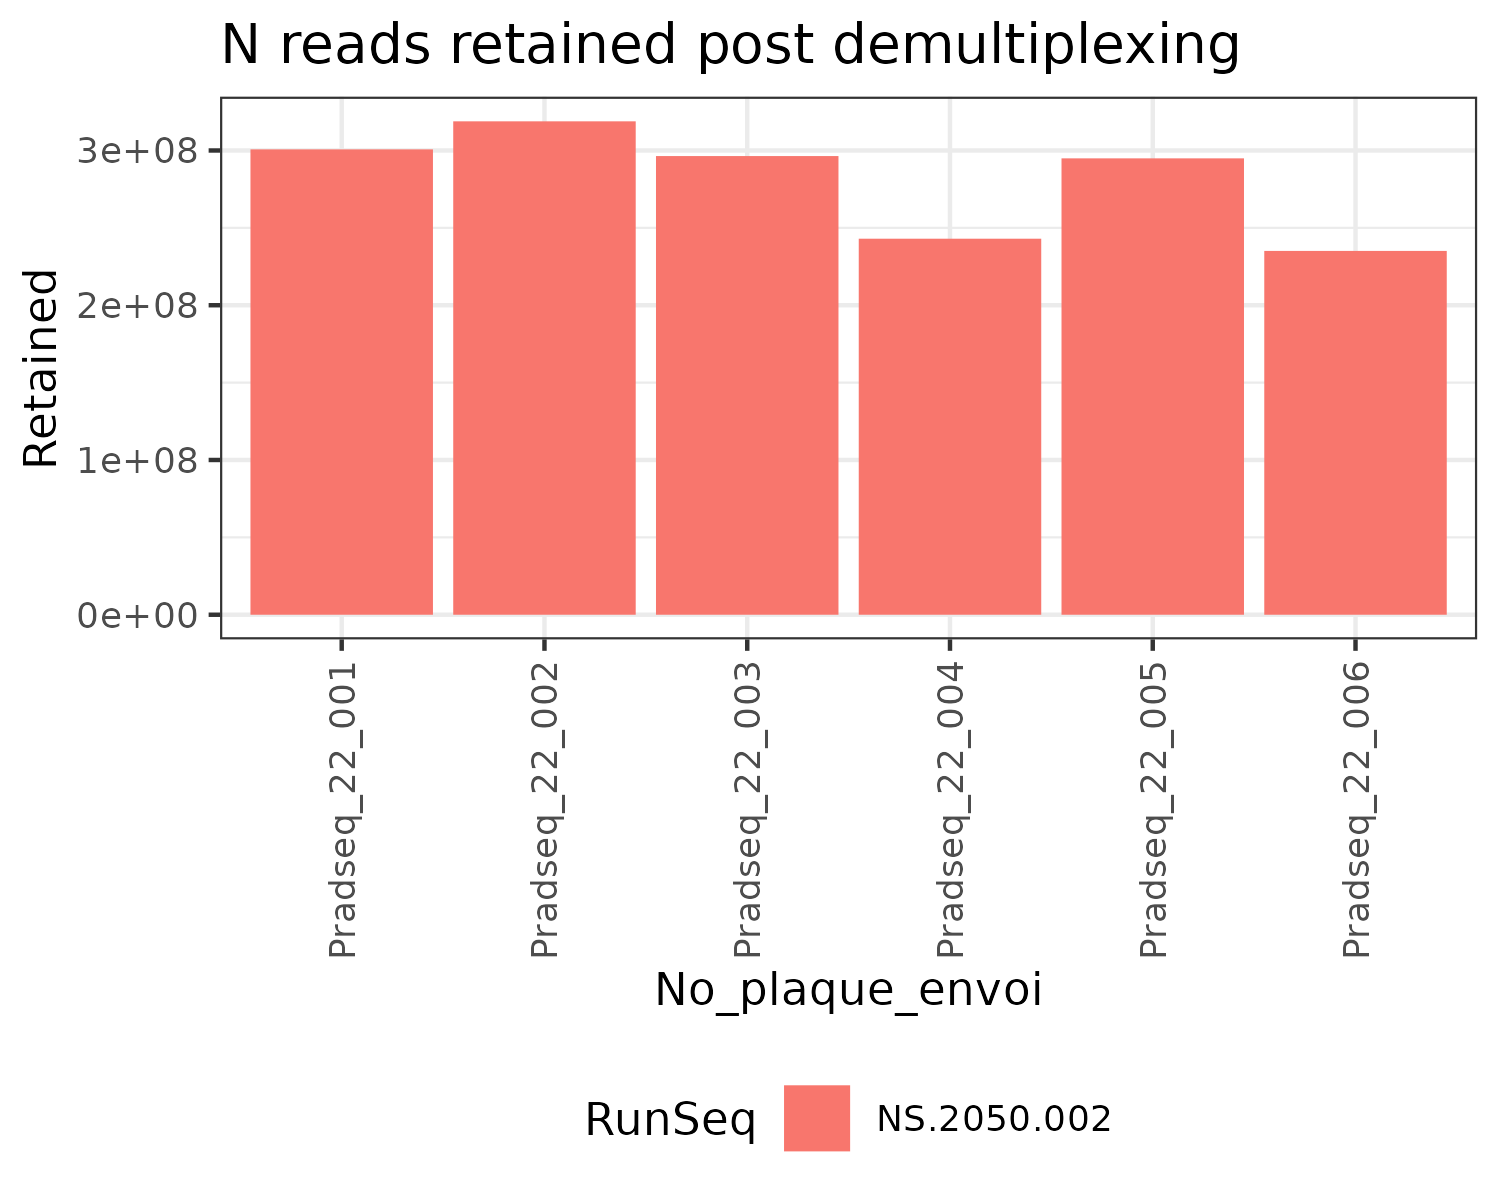 N reads retained post demultiplexing
Retained
3e+08
2e+08
1e+08
0e+00
Pradseq_22_001
Pradseq_22_002
Pradseq_22_003
Pradseq_22_004
Pradseq_22_005
Pradseq_22_006
No_plaque_envoi
RunSeq
NS.2050.002